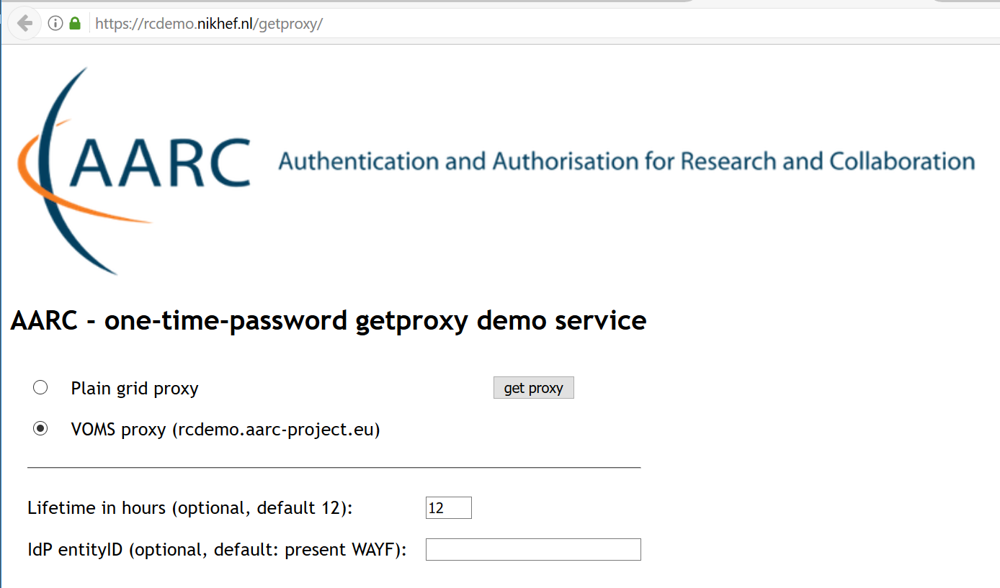 https://rcdemo.nikhef.nl/getproxy/
AARC
Authentication and Authorisation for Research and Collaboration
AARC - one-time-password getproxy demo service
Plain grid proxy get proxy
VOMS proxy (rcdemo.aarc-project.eu)
Lifetime in hours (optional, default 12): 12
IdP entityID (optional, default: present WAYF):